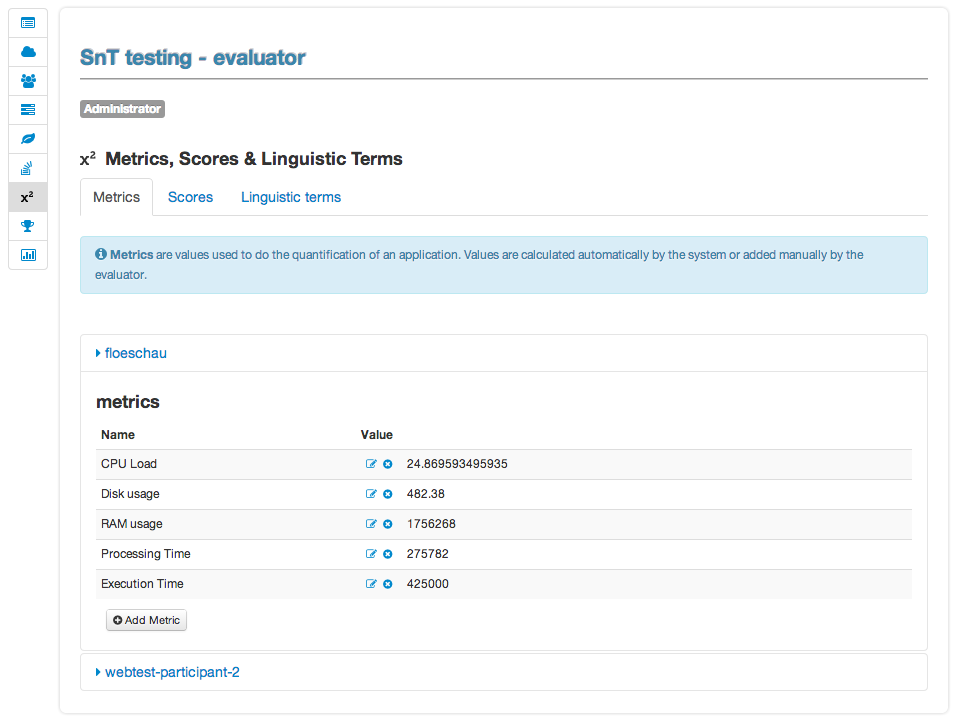 SnT testing - evaluator
Administrator
x² Metrics, Scores & Linguistic Terms
Metrics Scores Linguistic terms
Metrics are values used to do the quantification of an application. Values are calculated automatically by the system or added manually by the
evaluator.
floeschau
metrics
Name Value
CPU Load 24.869593495935
Disk usage 482.38
RAM usage 1756268
Processing Time 275782
Execution Time 425000
Add Metric
webtest-participant-2
x²